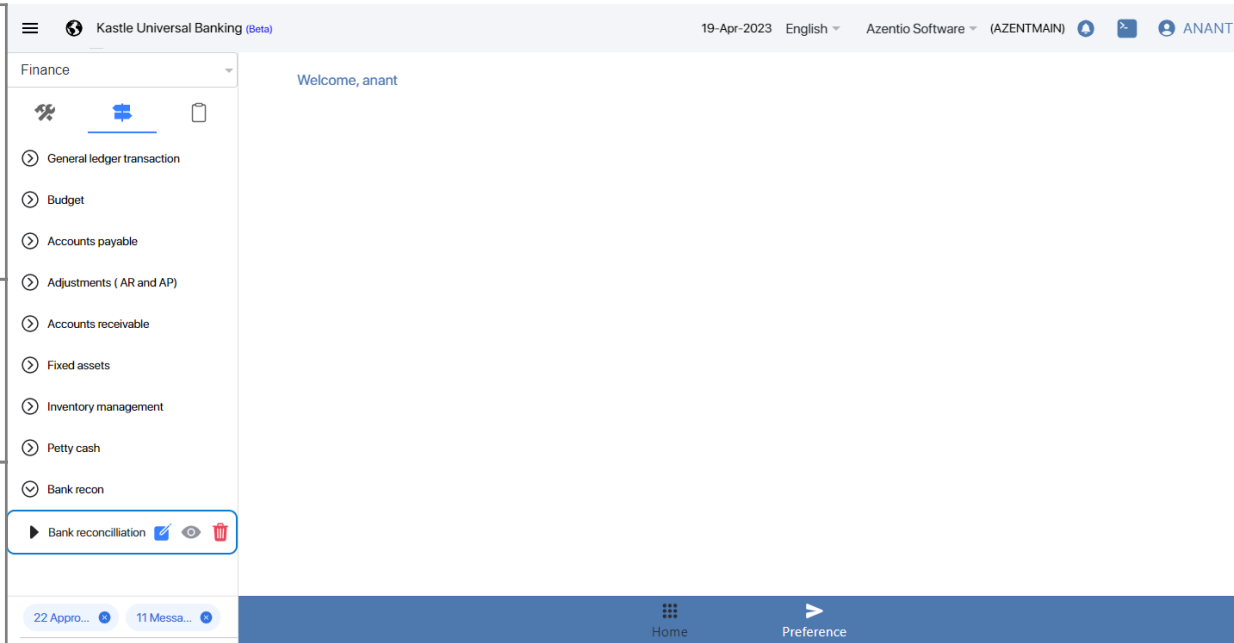 Kastle Universal Banking (Beta)
19-Apr-2023 English Azentio Software (AZENTMAIN) ANANT
Finance
Welcome, anant
General ledger transaction
Budget
Accounts payable
Adjustments ( AR and AP)
Accounts receivable
Fixed assets
Inventory management
Petty cash
Bank recon
Bank reconcilliation
22 Appro... 11 Messa...
Home Preference